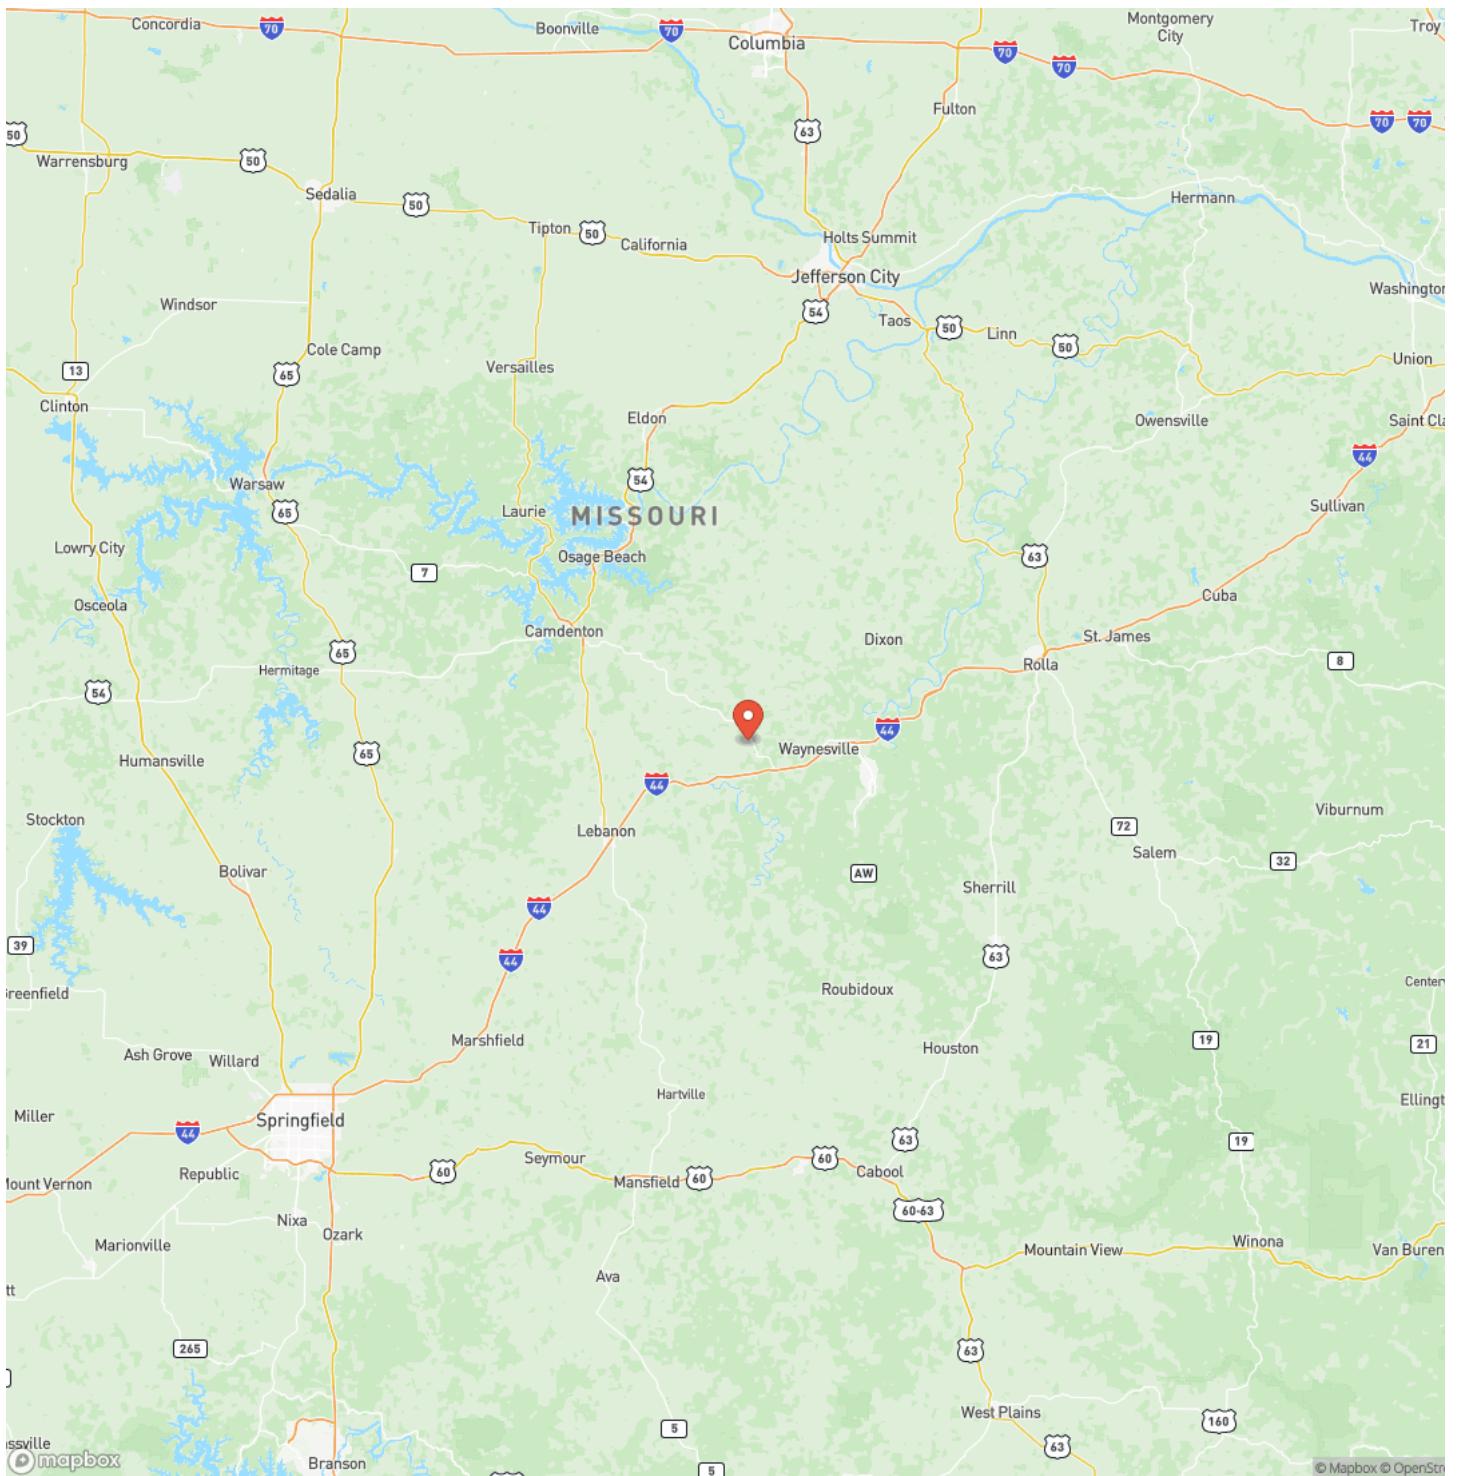 Concordia
70
Boonville
70
Columbia
Montgomery
City
Troy
70
70
Fulton
70
70
50
63
Warrensburg
50
Sedalia
50
Hermann
Tipton
50
California
Holts Summit
Jefferson City
Washington
Windsor
54
Taos
50
Linn
50
Cole Camp
Versailles
Union
13
65
Clinton
Eldon
Owensville
Saint Cla
44
Warsaw
54
Sullivan
65
Laurie
MISSOURI
Lowry City
Osage Beach
63
7
Osceola
Cuba
Camdenton
Dixon
St. James
65
Hermitage
Rolla
8
54
44
65
Waynesville
Humansville
44
Stockton
Lebanon
72
Viburnum
Salem
32
Bolivar
AW
Sherrill
44
39
44
63
Greenfield
Roubidoux
Center
Marshfield
Houston
19
21
Ash Grove
Willard
Hartville
Ellingt
Miller
Springfield
44
63
19
Seymour
60
60
Republic
Cabool
Mount Vernon
Mansfield
60
60-63
Nixa
Ozark
Marionville
Mountain View
Winona
Van Buren
Ava
tt
265
63
West Plains
160
5
63
ssville
mapbox
Branson
5
© Mapbox © OpenStre